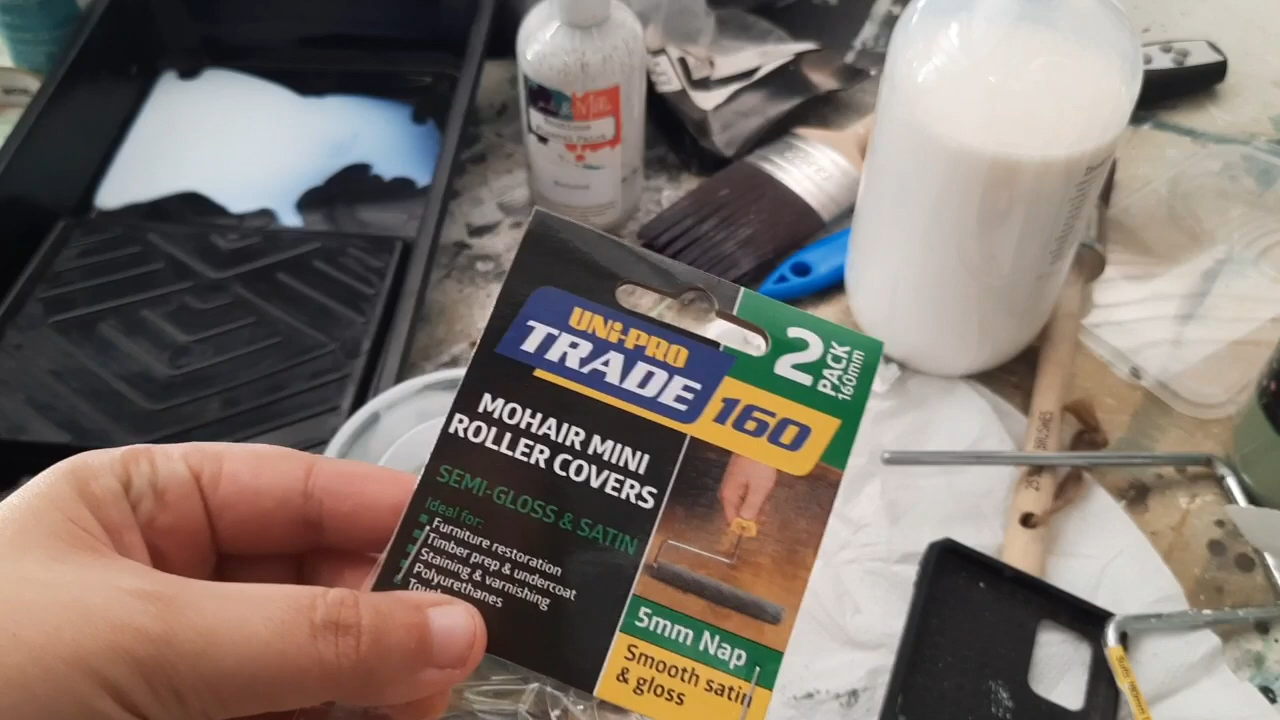 UNi-PRO
TRADE
160
2
PACK
160mm
MOHAIR MINI
ROLLER COVERS
SEMI-GLOSS & SATIN
Ideal for:
Furniture restoration
Timber prep & undercoat
Staining & varnishing
Polyurethanes
5mm Nap
Smooth satin
& gloss